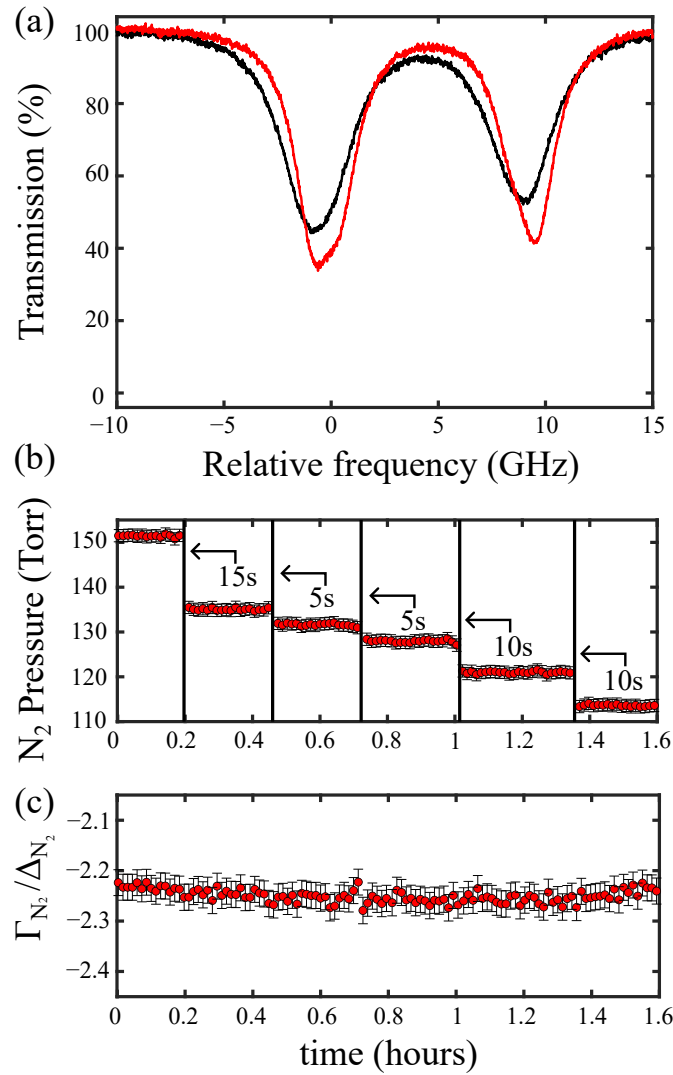 (a)
100
80
60
40
20
0
Transmission (%)
−10 −5 0 5 10 15
Relative frequency (GHz)
(b)
150
140
130
120
110
N₂ Pressure (Torr)
15s
5s
5s
10s
10s
0 0.2 0.4 0.6 0.8 1 1.2 1.4 1.6
(c)
−2.1
−2.2
−2.3
−2.4
Γ_N₂/Δ_N₂
0 0.2 0.4 0.6 0.8 1 1.2 1.4 1.6
time (hours)